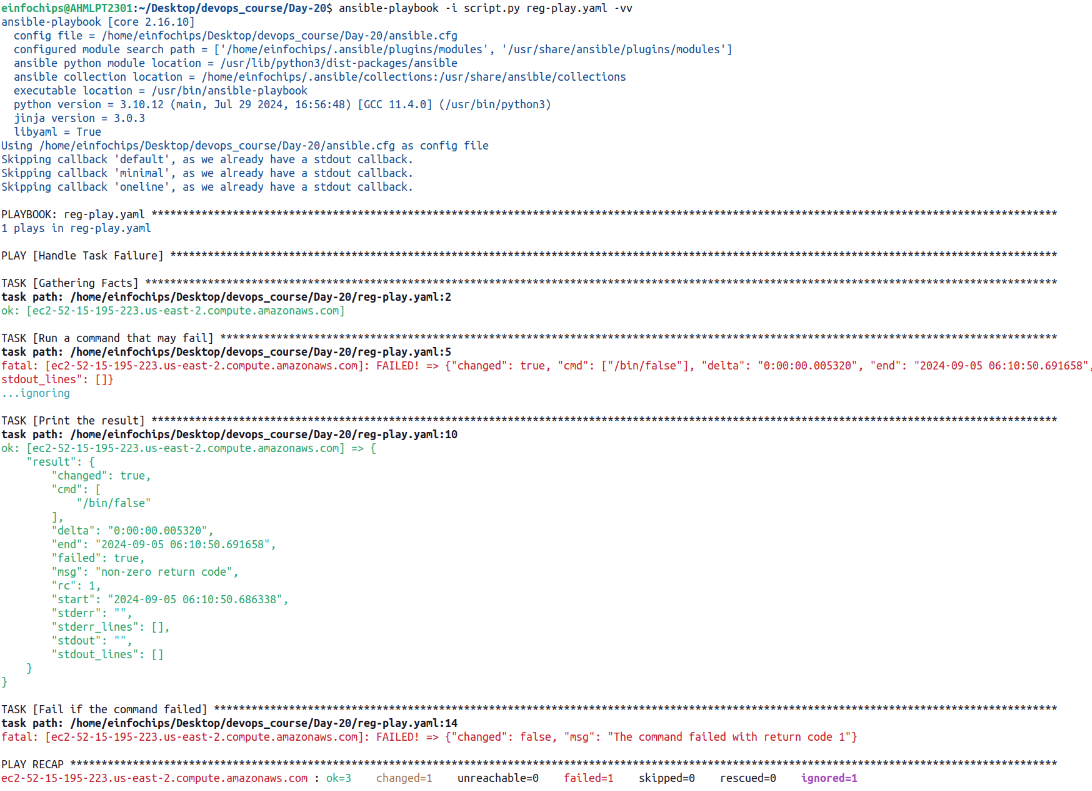 einfochips@AHMLPT2301:~/Desktop/devops_course/Day-20$ ansible-playbook -i script.py reg-play.yaml -vv
ansible-playbook [core 2.16.10]
  config file = /home/einfochips/Desktop/devops_course/Day-20/ansible.cfg
  configured module search path = ['/home/einfochips/.ansible/plugins/modules', '/usr/share/ansible/plugins/modules']
  ansible python module location = /usr/lib/python3/dist-packages/ansible
  ansible collection location = /home/einfochips/.ansible/collections:/usr/share/ansible/collections
  executable location = /usr/bin/ansible-playbook
  python version = 3.10.12 (main, Jul 29 2024, 16:56:48) [GCC 11.4.0] (/usr/bin/python3)
  jinja version = 3.0.3
  libyaml = True
Using /home/einfochips/Desktop/devops_course/Day-20/ansible.cfg as config file
Skipping callback 'default', as we already have a stdout callback.
Skipping callback 'minimal', as we already have a stdout callback.
Skipping callback 'oneline', as we already have a stdout callback.
PLAYBOOK: reg-play.yaml *************************************************************************************************************************************************
1 plays in reg-play.yaml
PLAY [Handle Task Failure] **********************************************************************************************************************************************
TASK [Gathering Facts] **************************************************************************************************************************************************
task path: /home/einfochips/Desktop/devops_course/Day-20/reg-play.yaml:2
ok: [ec2-52-15-195-223.us-east-2.compute.amazonaws.com]
TASK [Run a command that may fail] **************************************************************************************************************************************
task path: /home/einfochips/Desktop/devops_course/Day-20/reg-play.yaml:5
fatal: [ec2-52-15-195-223.us-east-2.compute.amazonaws.com]: FAILED! => {"changed": true, "cmd": ["/bin/false"], "delta": "0:00:00.005320", "end": "2024-09-05 06:10:50.691658",
stdout_lines": []}
...ignoring
TASK [Print the result] *************************************************************************************************************************************************
task path: /home/einfochips/Desktop/devops_course/Day-20/reg-play.yaml:10
ok: [ec2-52-15-195-223.us-east-2.compute.amazonaws.com] => {
    "result": {
        "changed": true,
        "cmd": [
            "/bin/false"
        ],
        "delta": "0:00:00.005320",
        "end": "2024-09-05 06:10:50.691658",
        "failed": true,
        "msg": "non-zero return code",
        "rc": 1,
        "start": "2024-09-05 06:10:50.686338",
        "stderr": "",
        "stderr_lines": [],
        "stdout": "",
        "stdout_lines": []
    }
}
TASK [Fail if the command failed] ***************************************************************************************************************************************
task path: /home/einfochips/Desktop/devops_course/Day-20/reg-play.yaml:14
fatal: [ec2-52-15-195-223.us-east-2.compute.amazonaws.com]: FAILED! => {"changed": false, "msg": "The command failed with return code 1"}
PLAY RECAP **************************************************************************************************************************************************************
ec2-52-15-195-223.us-east-2.compute.amazonaws.com : ok=3    changed=1    unreachable=0    failed=1    skipped=0    rescued=0    ignored=1